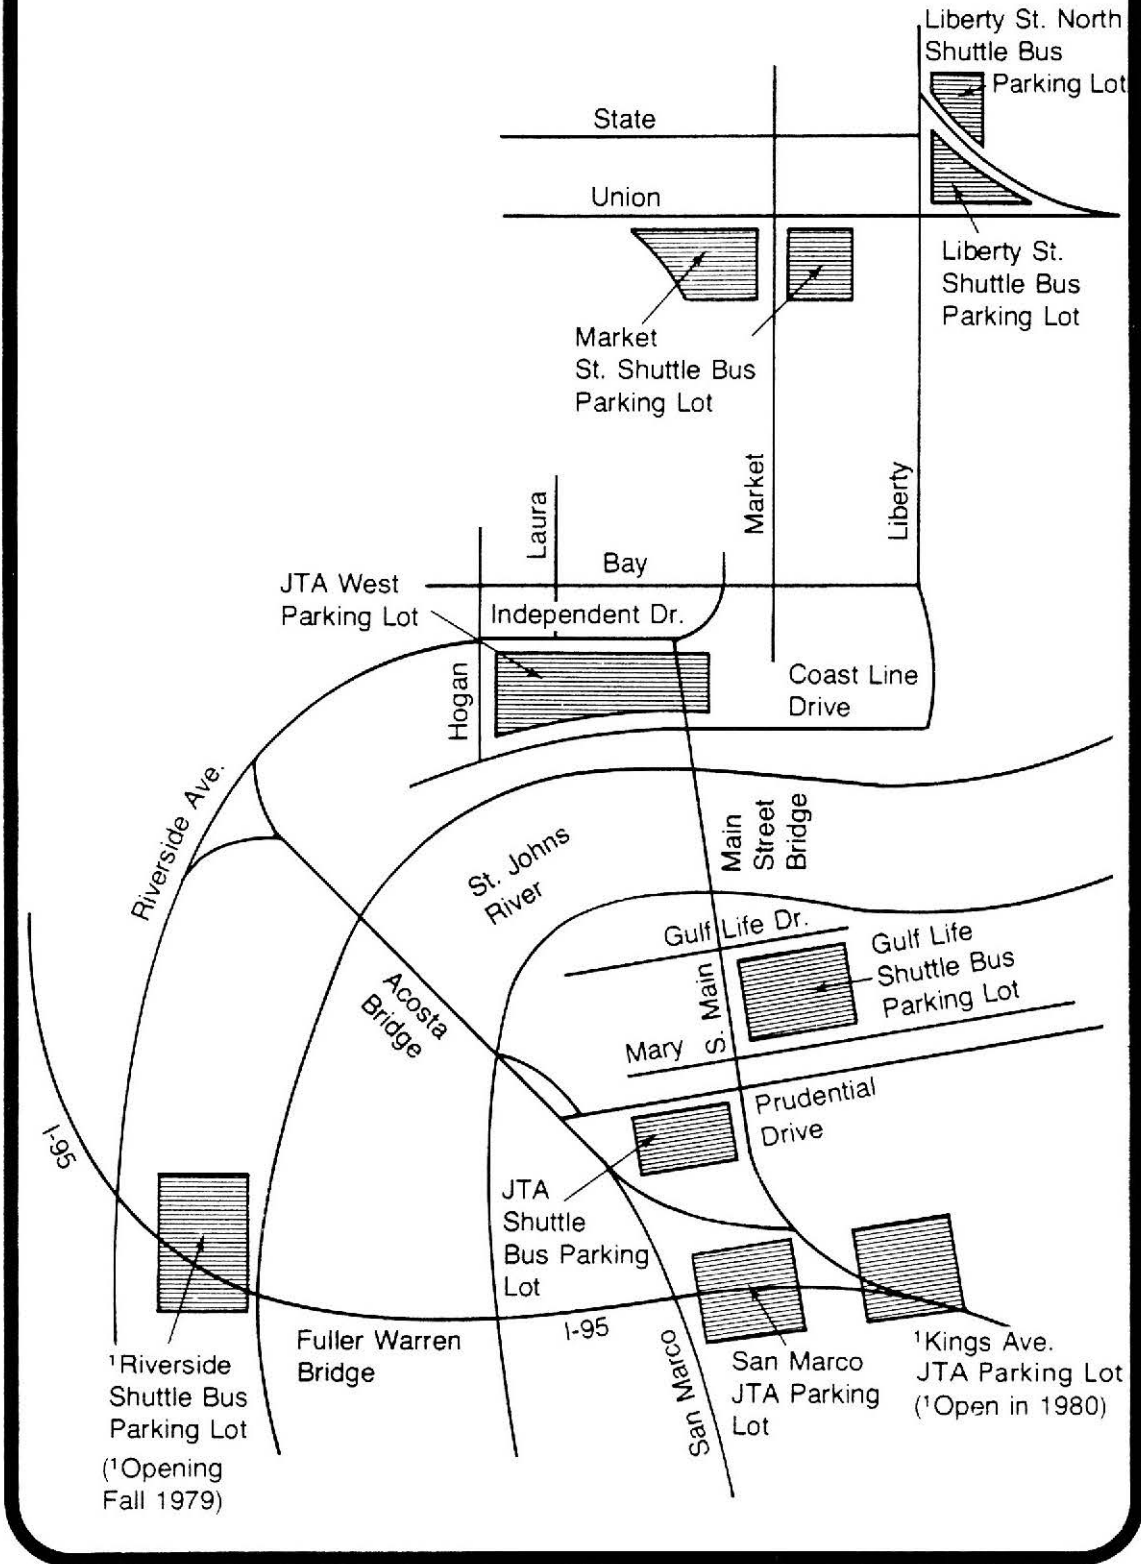 Liberty St. North
Shuttle Bus
Parking Lot
State
Union
Liberty St.
Shuttle Bus
Parking Lot
Market
St. Shuttle Bus
Parking Lot
Market
Liberty
Laura
Bay
JTA West
Parking Lot
Independent Dr.
Hogan
Coast Line
Drive
Riverside Ave.
St. Johns
River
Main
Street
Bridge
Gulf Life Dr.
Gulf Life
Shuttle Bus
Parking Lot
Acosta
Bridge
S. Main
Mary
Prudential
Drive
I-95
JTA
Shuttle
Bus Parking
Lot
I-95
Fuller Warren
Bridge
San Marco
San Marco
JTA Parking
Lot
¹Kings Ave.
JTA Parking Lot
(¹Open in 1980)
¹Riverside
Shuttle Bus
Parking Lot
(¹Opening
Fall 1979)